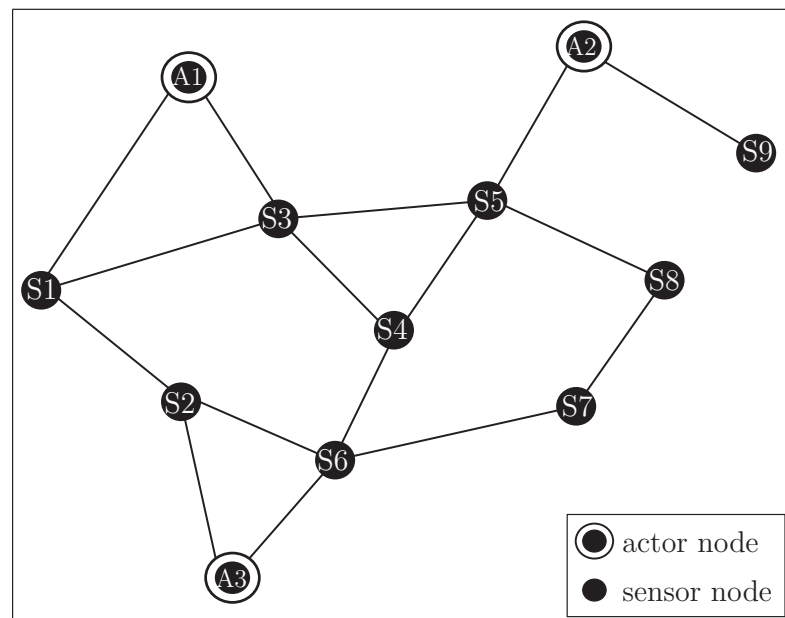 A2
A1
S9
S5
S3
S8
S1
S4
S2
S7
S6
A3
actor node
sensor node